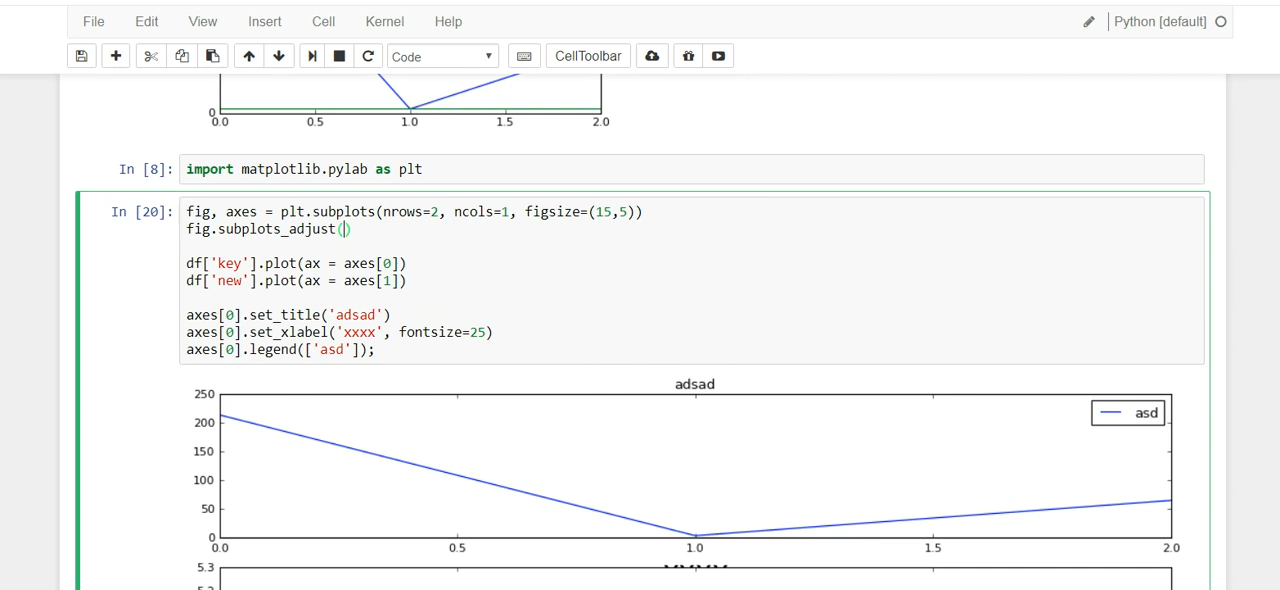 File Edit View Insert Cell Kernel Help Python [default]
Code CellToolbar
0
0.0 0.5 1.0 1.5 2.0
In [8]: import matplotlib.pylab as plt
In [20]: fig, axes = plt.subplots(nrows=2, ncols=1, figsize=(15,5))
fig.subplots_adjust()
df['key'].plot(ax = axes[0])
df['new'].plot(ax = axes[1])
axes[0].set_title('adsad')
axes[0].set_xlabel('xxxx', fontsize=25)
axes[0].legend(['asd']);
adsad
250
asd
200
150
100
50
0
0.0 0.5 1.0 1.5 2.0
5.3